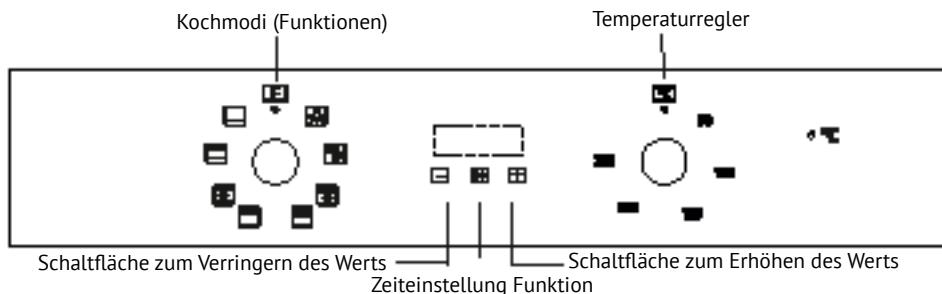 Kochmodi (Funktionen)
Temperaturregler
Schaltfläche zum Verringern des Werts
Schaltfläche zum Erhöhen des Werts
Zeiteinstellung Funktion